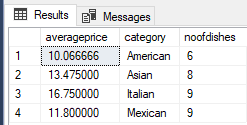 Results Messages
averageprice category noofdishes
1 10.066666 American 6
2 13.475000 Asian 8
3 16.750000 Italian 9
4 11.800000 Mexican 9